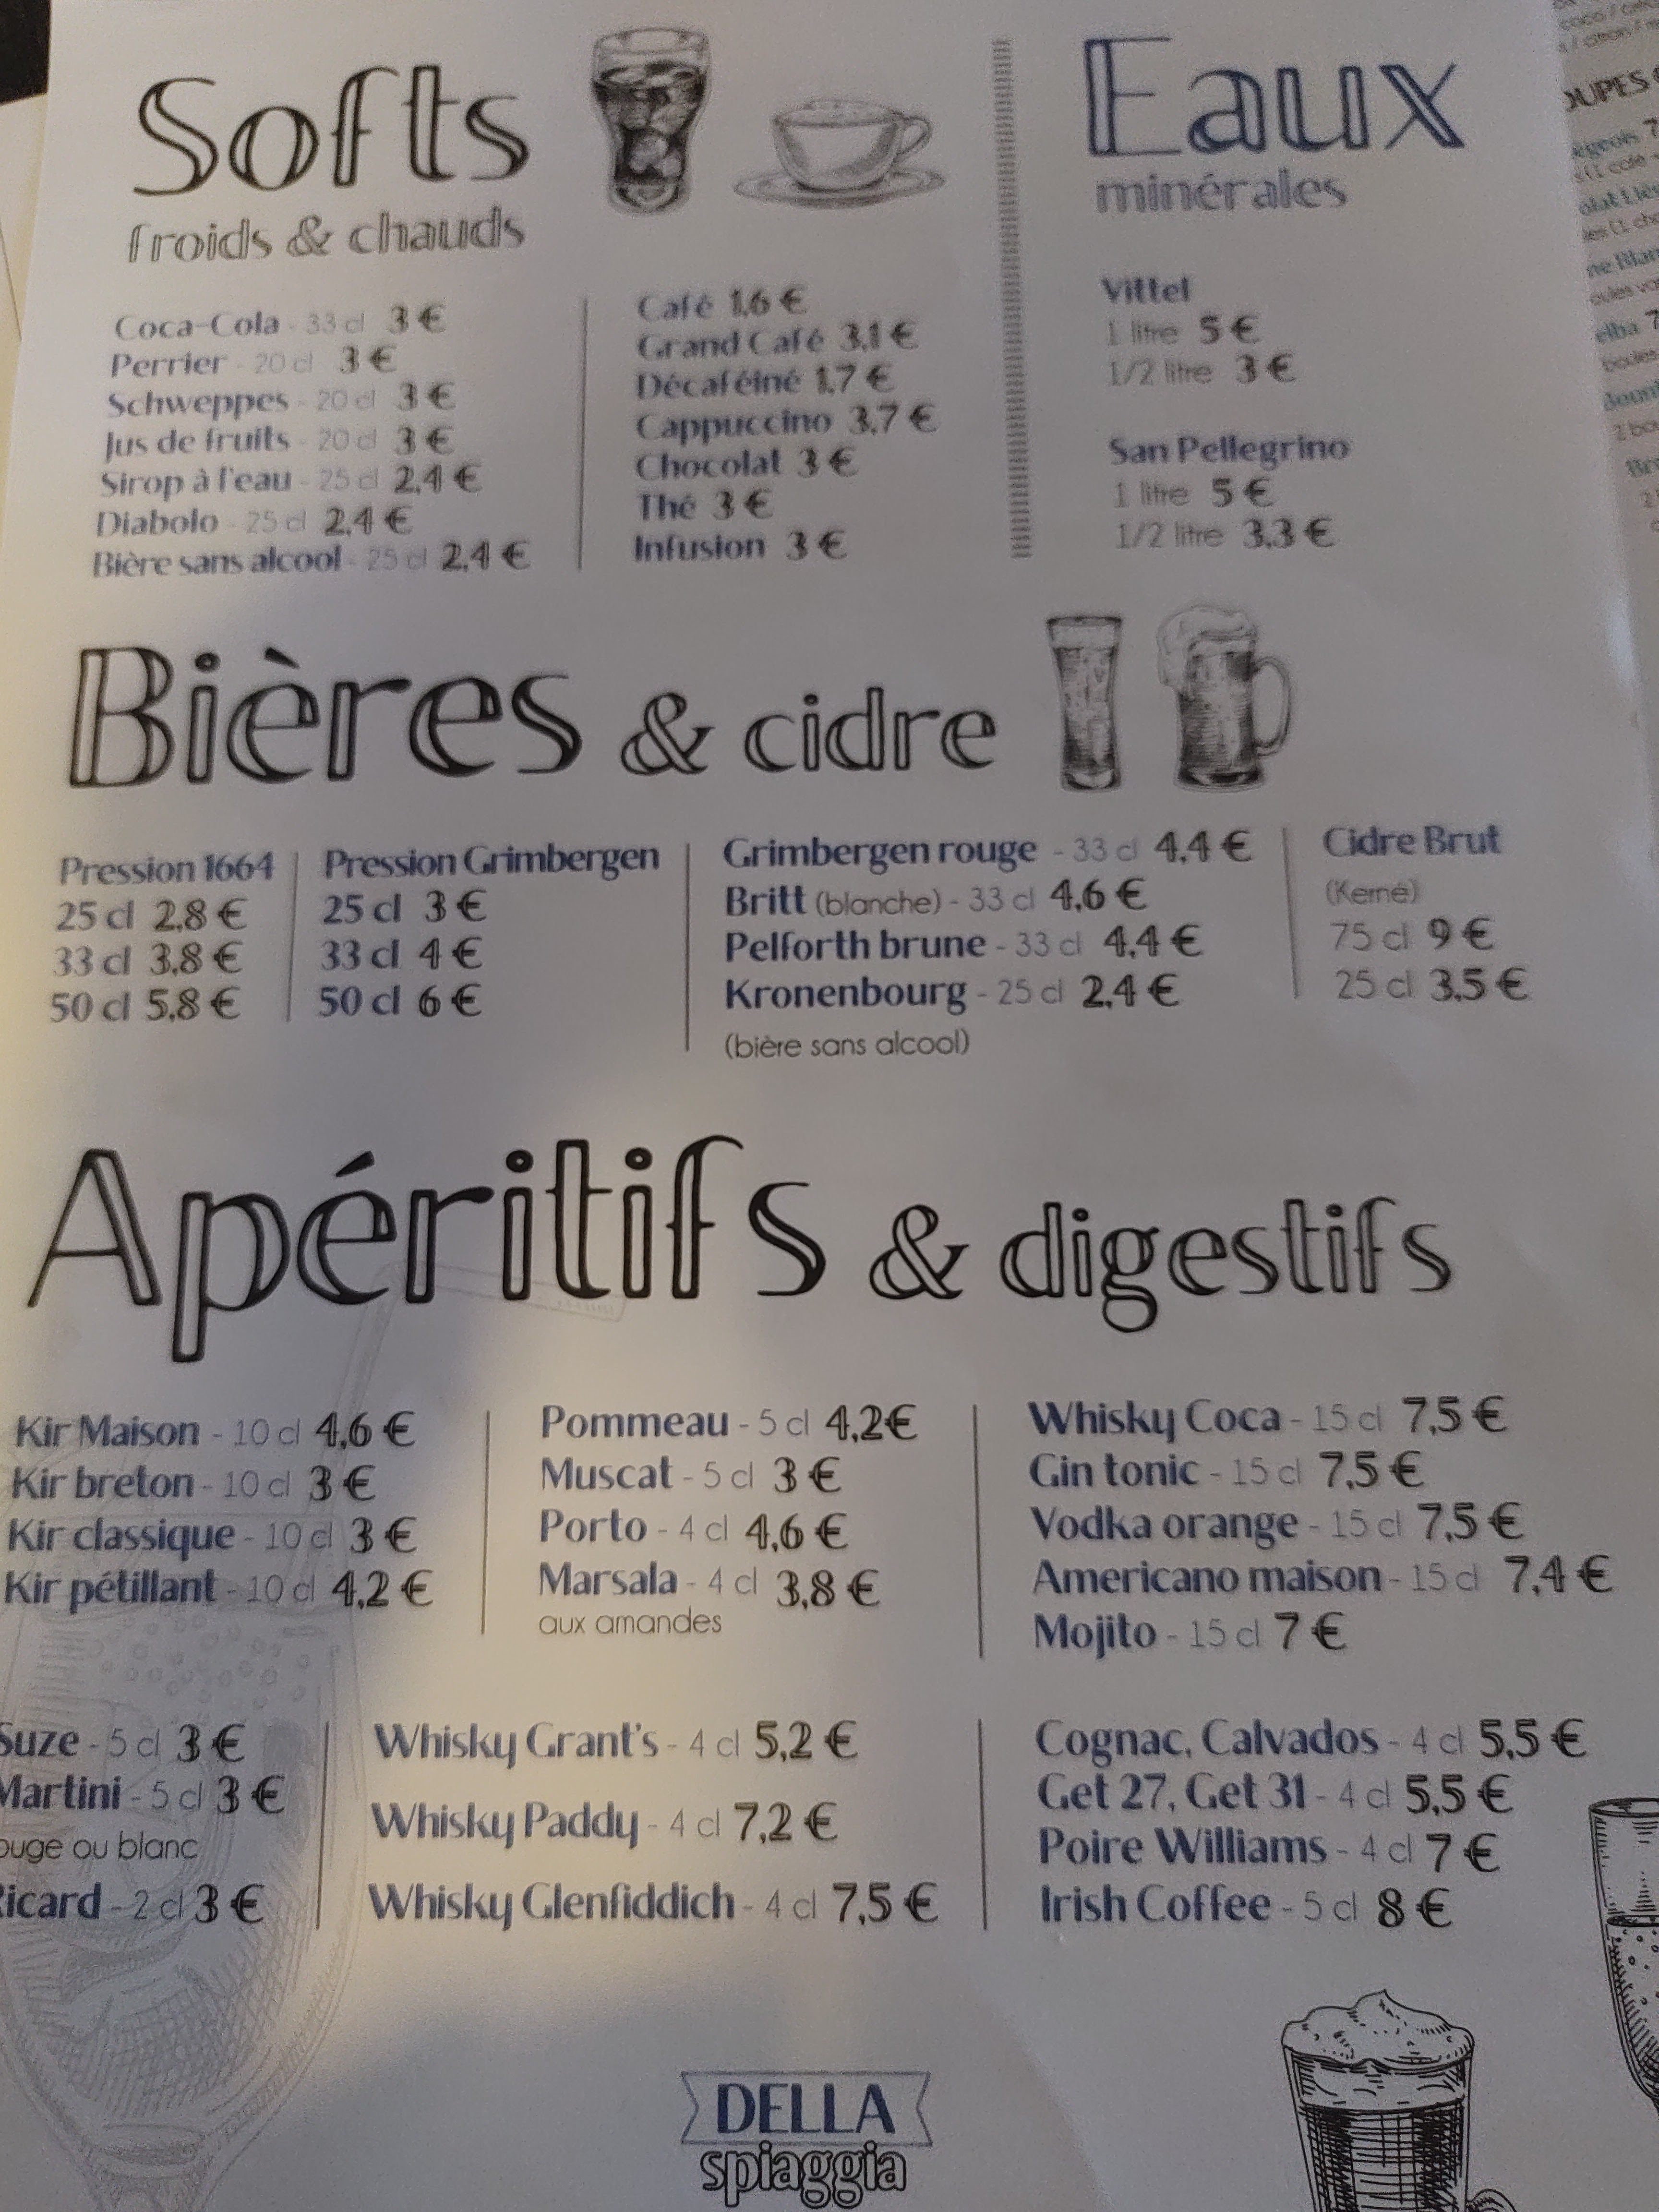 Softs
froids & chauds
Coca-Cola - 33 cl 3 €
Perrier - 20 cl 3 €
Schweppes - 20 cl 3 €
Jus de fruits - 20 cl 3 €
Sirop à l'eau - 25 cl 2,4 €
Diabolo - 25 cl 2,4 €
Bière sans alcool - 25 cl 2,4 €
Café 1,6 €
Grand Café 3,1 €
Décaféiné 1,7 €
Cappuccino 3,7 €
Chocolat 3 €
Thé 3 €
Infusion 3 €
Eaux
minérales
Vittel
1 litre 5 €
1/2 litre 3 €
San Pellegrino
1 litre 5 €
1/2 litre 3,3 €
Bières & cidre
Pression 1664
25 cl 2,8 €
33 cl 3,8 €
50 cl 5,8 €
Pression Grimbergen
25 cl 3 €
33 cl 4 €
50 cl 6 €
Grimbergen rouge - 33 cl 4,4 €
Britt (blanche) - 33 cl 4,6 €
Pelforth brune - 33 cl 4,4 €
Kronenbourg - 25 cl 2,4 €
(bière sans alcool)
Cidre Brut
(Kerné)
75 cl 9 €
25 cl 3,5 €
Apéritifs & digestifs
Kir Maison - 10 cl 4,6 €
Kir breton - 10 cl 3 €
Kir classique - 10 cl 3 €
Kir pétillant - 10 cl 4,2 €
Pommeau - 5 cl 4,2€
Muscat - 5 cl 3 €
Porto - 4 cl 4,6 €
Marsala - 4 cl 3,8 €
aux amandes
Whisky Coca - 15 cl 7,5 €
Gin tonic - 15 cl 7,5 €
Vodka orange - 15 cl 7,5 €
Americano maison - 15 cl 7,4 €
Mojito - 15 cl 7 €
Suze - 5 cl 3 €
Martini - 5 cl 3 €
ouge ou blanc
icard - 2 cl 3 €
Whisky Grant's - 4 cl 5,2 €
Whisky Paddy - 4 cl 7,2 €
Whisky Glenfiddich - 4 cl 7,5 €
Cognac, Calvados - 4 cl 5,5 €
Get 27, Get 31 - 4 cl 5,5 €
Poire Williams - 4 cl 7 €
Irish Coffee - 5 cl 8 €
DELLA
spiaggia